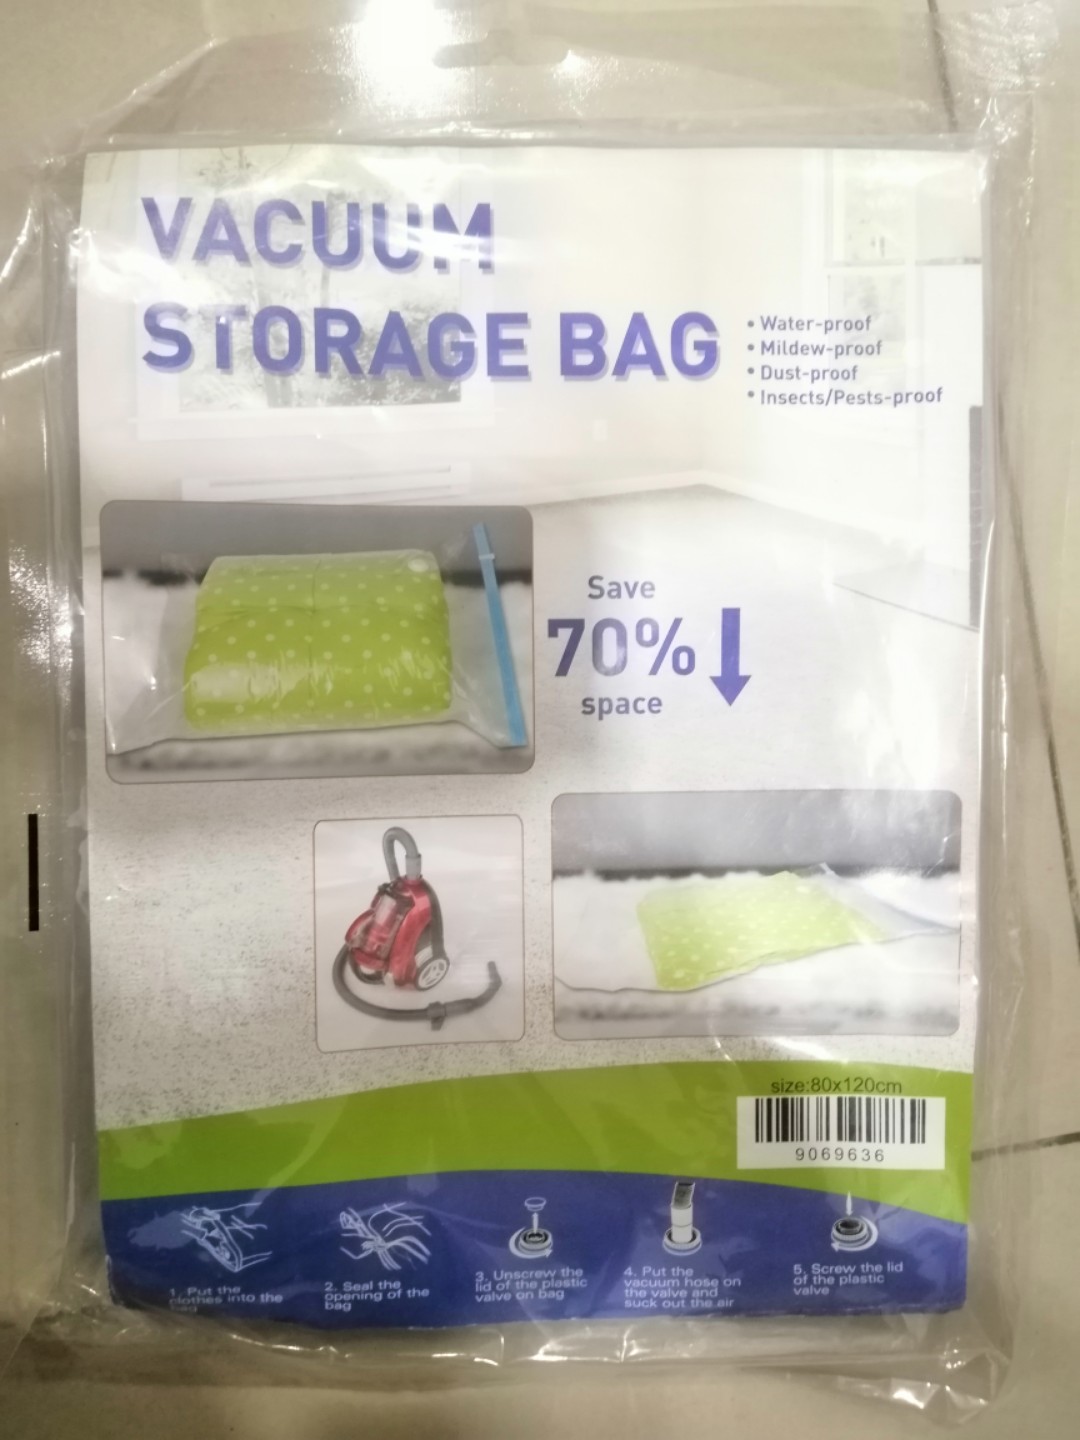 VACUUM
STORAGE BAG
• Water-proof
• Mildew-proof
• Dust-proof
• Insects/Pests-proof
Save
70%
space
size:80x120cm
9069636
1. Put the
clothes into the
bag
2. Seal the
opening of the
bag
3. Unscrew the
lid of the plastic
valve on bag
4. Put the
vacuum hose on
the valve and
suck out the air
5. Screw the lid
of the plastic
valve